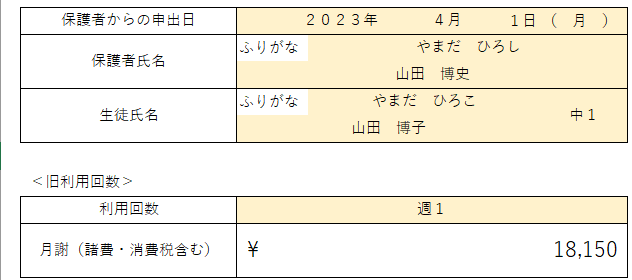 保護者からの申出日 ２０２３年 ４月 １日 （ 月 ）
保護者氏名 ふりがな やまだ ひろし
山田 博史
生徒氏名 ふりがな やまだ ひろこ
山田 博子 中１
＜旧利用回数＞
利用回数 週１
月謝（諸費・消費税含む） ￥ 18,150